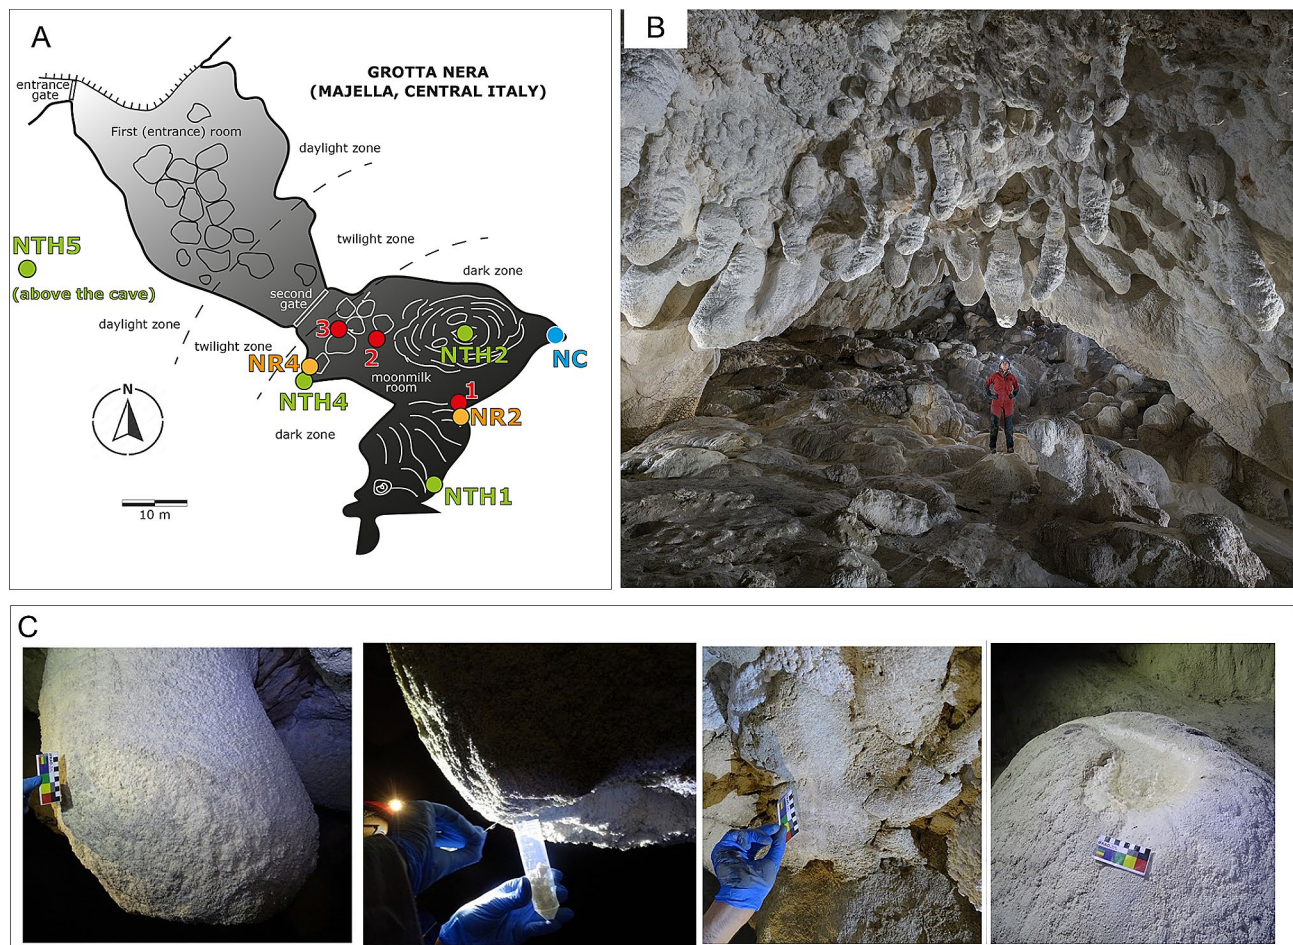 A
GROTTA NERA
(MAJELLA, CENTRAL ITALY)
entrance
gate
First (entrance) room
daylight zone
NTH5
(above the cave)
twilight zone
dark zone
second
gate
daylight zone
3
2
NTH2
NC
twilight zone
NR4
moonmilk
room
1
NTH4
NR2
N
dark zone
NTH1
10 m
B
C